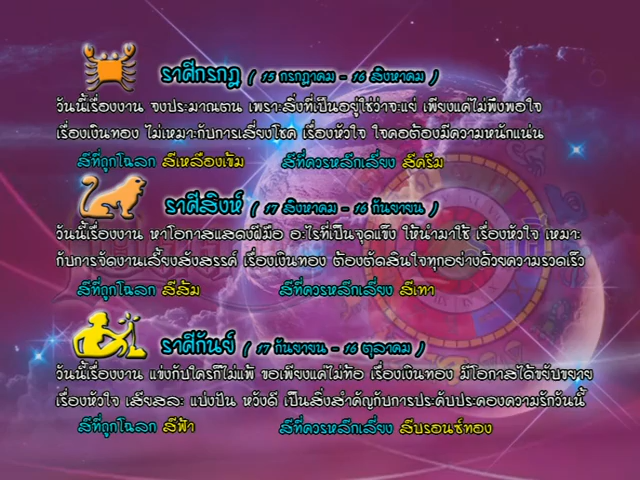 ราศีกรกฎ ( 15 กรกฎาคม - 16 สิงหาคม )
วันนี้เรื่องงาน จงประมาณตน เพราะสิ่งที่เป็นอยู่ใช่ว่าจะแย่ เพียงแค่ไม่พึงพอใจ
เรื่องเงินทอง ไม่เหมาะกับการเสี่ยงโชค เรื่องหัวใจ ใจคอต้องมีความหนักแน่น
สีที่ถูกโฉลก สีเหลืองเข้ม สีที่ควรหลีกเลี่ยง สีครีม
ราศีสิงห์ ( 17 สิงหาคม - 16 กันยายน )
วันนี้เรื่องงาน หาโอกาสแสดงฝีมือ อะไรที่เป็นจุดแข็ง ให้นำมาใช้ เรื่องหัวใจ เหมาะ
กับการจัดงานเลี้ยงสังสรรค์ เรื่องเงินทอง ต้องตัดสินใจทุกอย่างด้วยความรวดเร็ว
สีที่ถูกโฉลก สีส้ม สีที่ควรหลีกเลี่ยง สีเทา
ราศีกันย์ ( 17 กันยายน - 16 ตุลาคม )
วันนี้เรื่องงาน แข่งกับใครก็ไม่แพ้ ขอเพียงแค่ไม่ท้อ เรื่องเงินทอง มีโอกาสได้ขยับขยาย
เรื่องหัวใจ เสียสละ แบ่งปัน หวังดี เป็นสิ่งสำคัญกับการประคับประคองความรักวันนี้
สีที่ถูกโฉลก สีฟ้า สีที่ควรหลีกเลี่ยง สีบรอนซ์ทอง